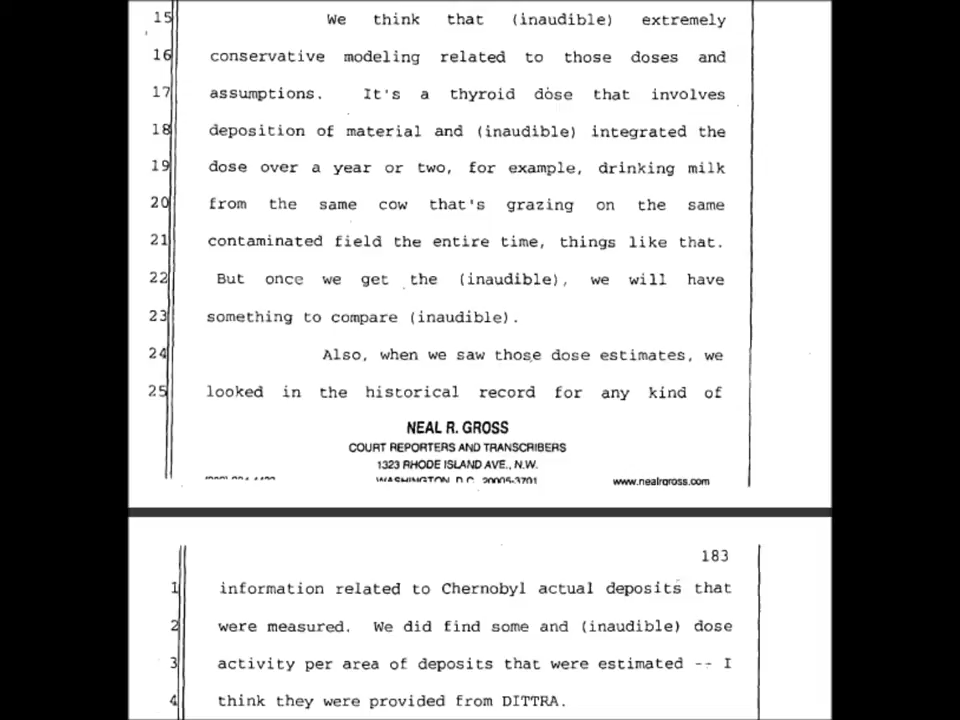 15 We think that (inaudible) extremely
16 conservative modeling related to those doses and
17 assumptions. It's a thyroid dose that involves
18 deposition of material and (inaudible) integrated the
19 dose over a year or two, for example, drinking milk
20 from the same cow that's grazing on the same
21 contaminated field the entire time, things like that.
22 But once we get the (inaudible), we will have
23 something to compare (inaudible).
24 Also, when we saw those dose estimates, we
25 looked in the historical record for any kind of
NEAL R. GROSS
COURT REPORTERS AND TRANSCRIBERS
1323 RHODE ISLAND AVE., N.W.
WASHINGTON, D.C. 20005-3701 www.nealrgross.com
183
1 information related to Chernobyl actual deposits that
2 were measured. We did find some and (inaudible) dose
3 activity per area of deposits that were estimated -- I
4 think they were provided from DITTRA.